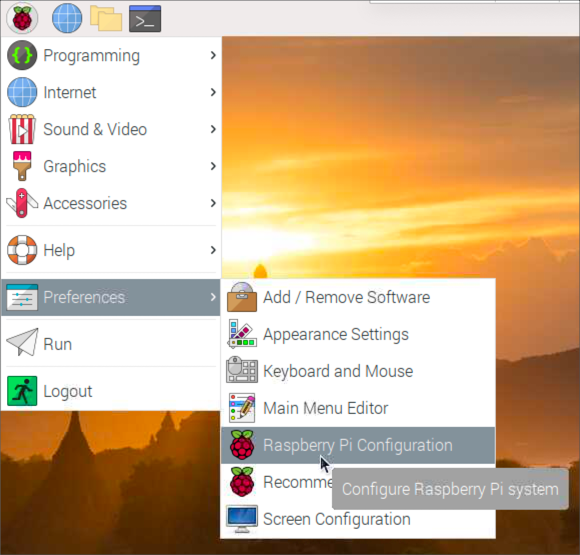 Programming
Internet
Sound & Video
Graphics
Accessories
Help
Preferences
Run
Logout
Add / Remove Software
Appearance Settings
Keyboard and Mouse
Main Menu Editor
Raspberry Pi Configuration
Recomme
Configure Raspberry Pi system
Screen Configuration